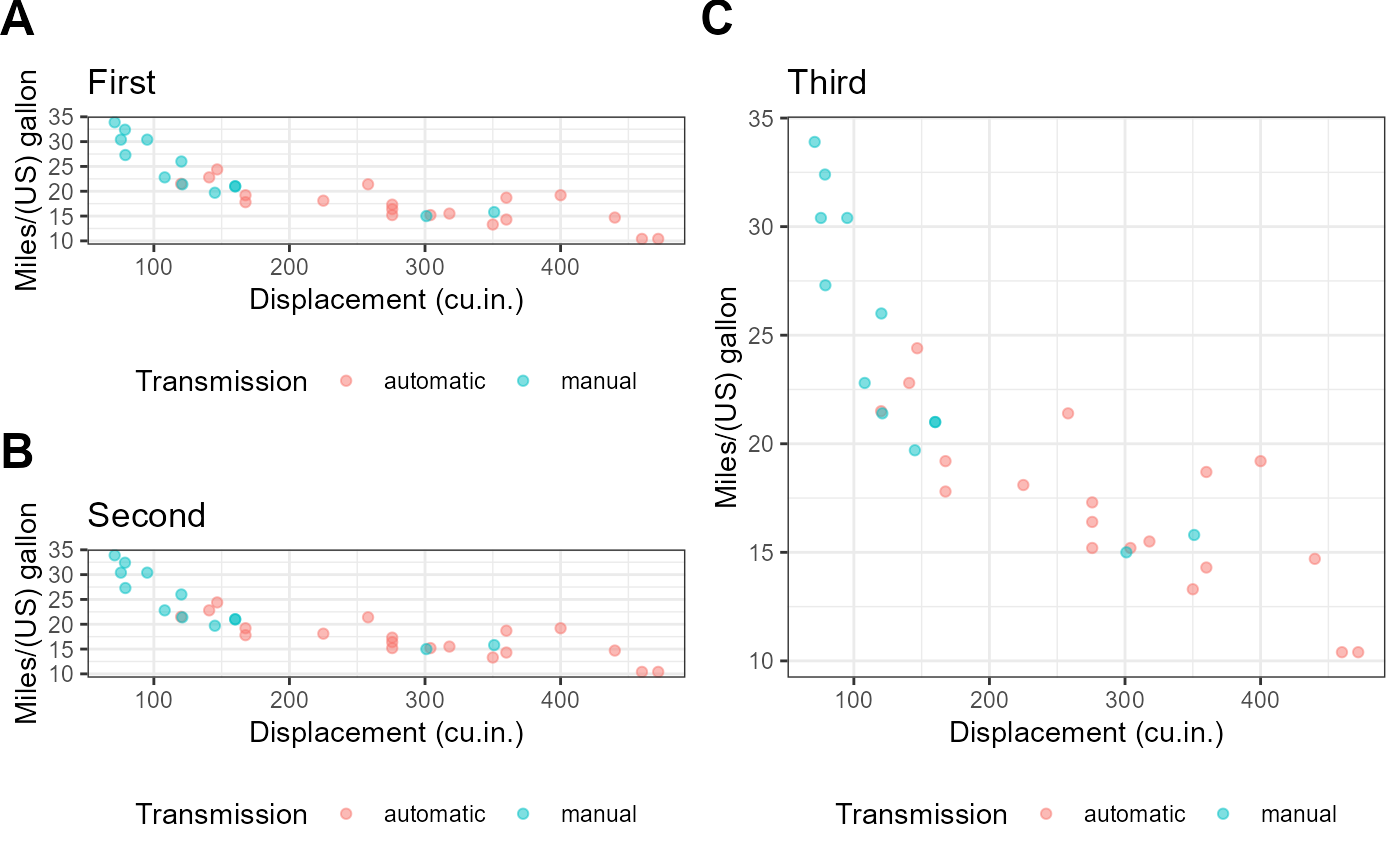 A
First
Miles/(US) gallon
35
30
25
20
15
10
100 200 300 400
Displacement (cu.in.)
Transmission automatic manual
B
Second
Miles/(US) gallon
35
30
25
20
15
10
100 200 300 400
Displacement (cu.in.)
Transmission automatic manual
C
Third
Miles/(US) gallon
35
30
25
20
15
10
100 200 300 400
Displacement (cu.in.)
Transmission automatic manual